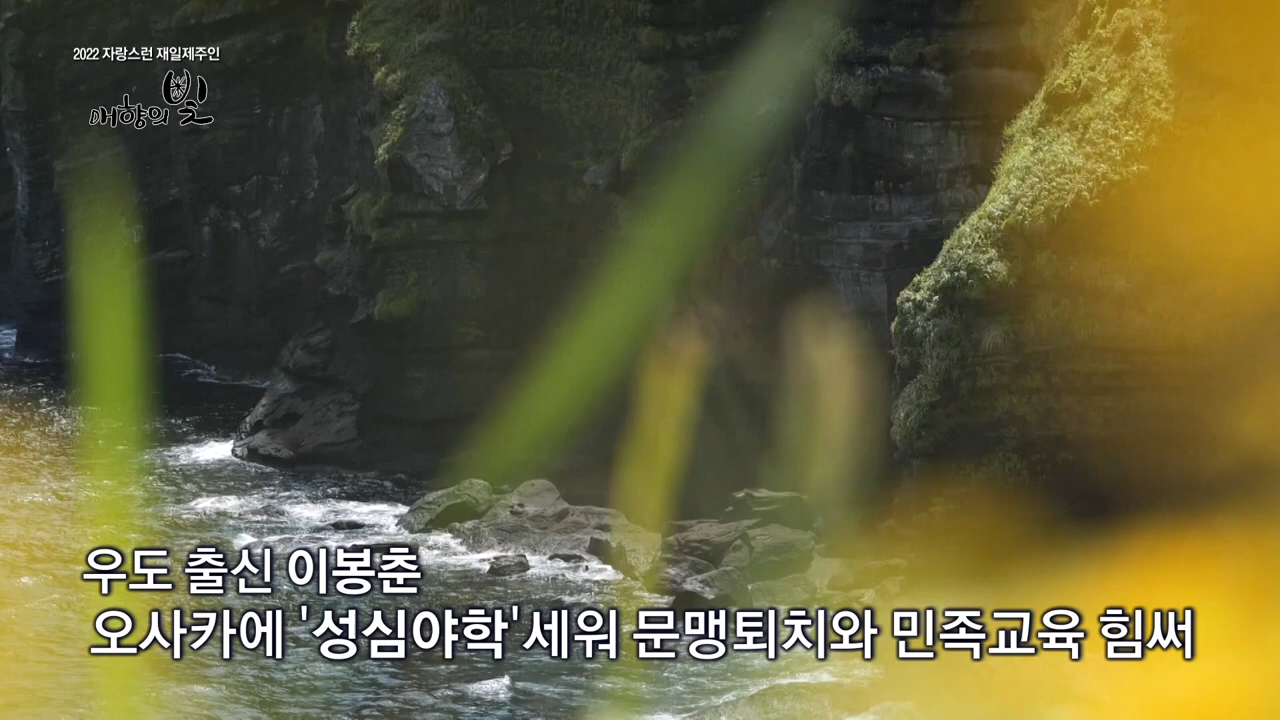 2022 자랑스런 재일제주인
애향의 빛
우도 출신 이봉춘
오사카에 '성심야학'세워 문맹퇴치와 민족교육 힘써